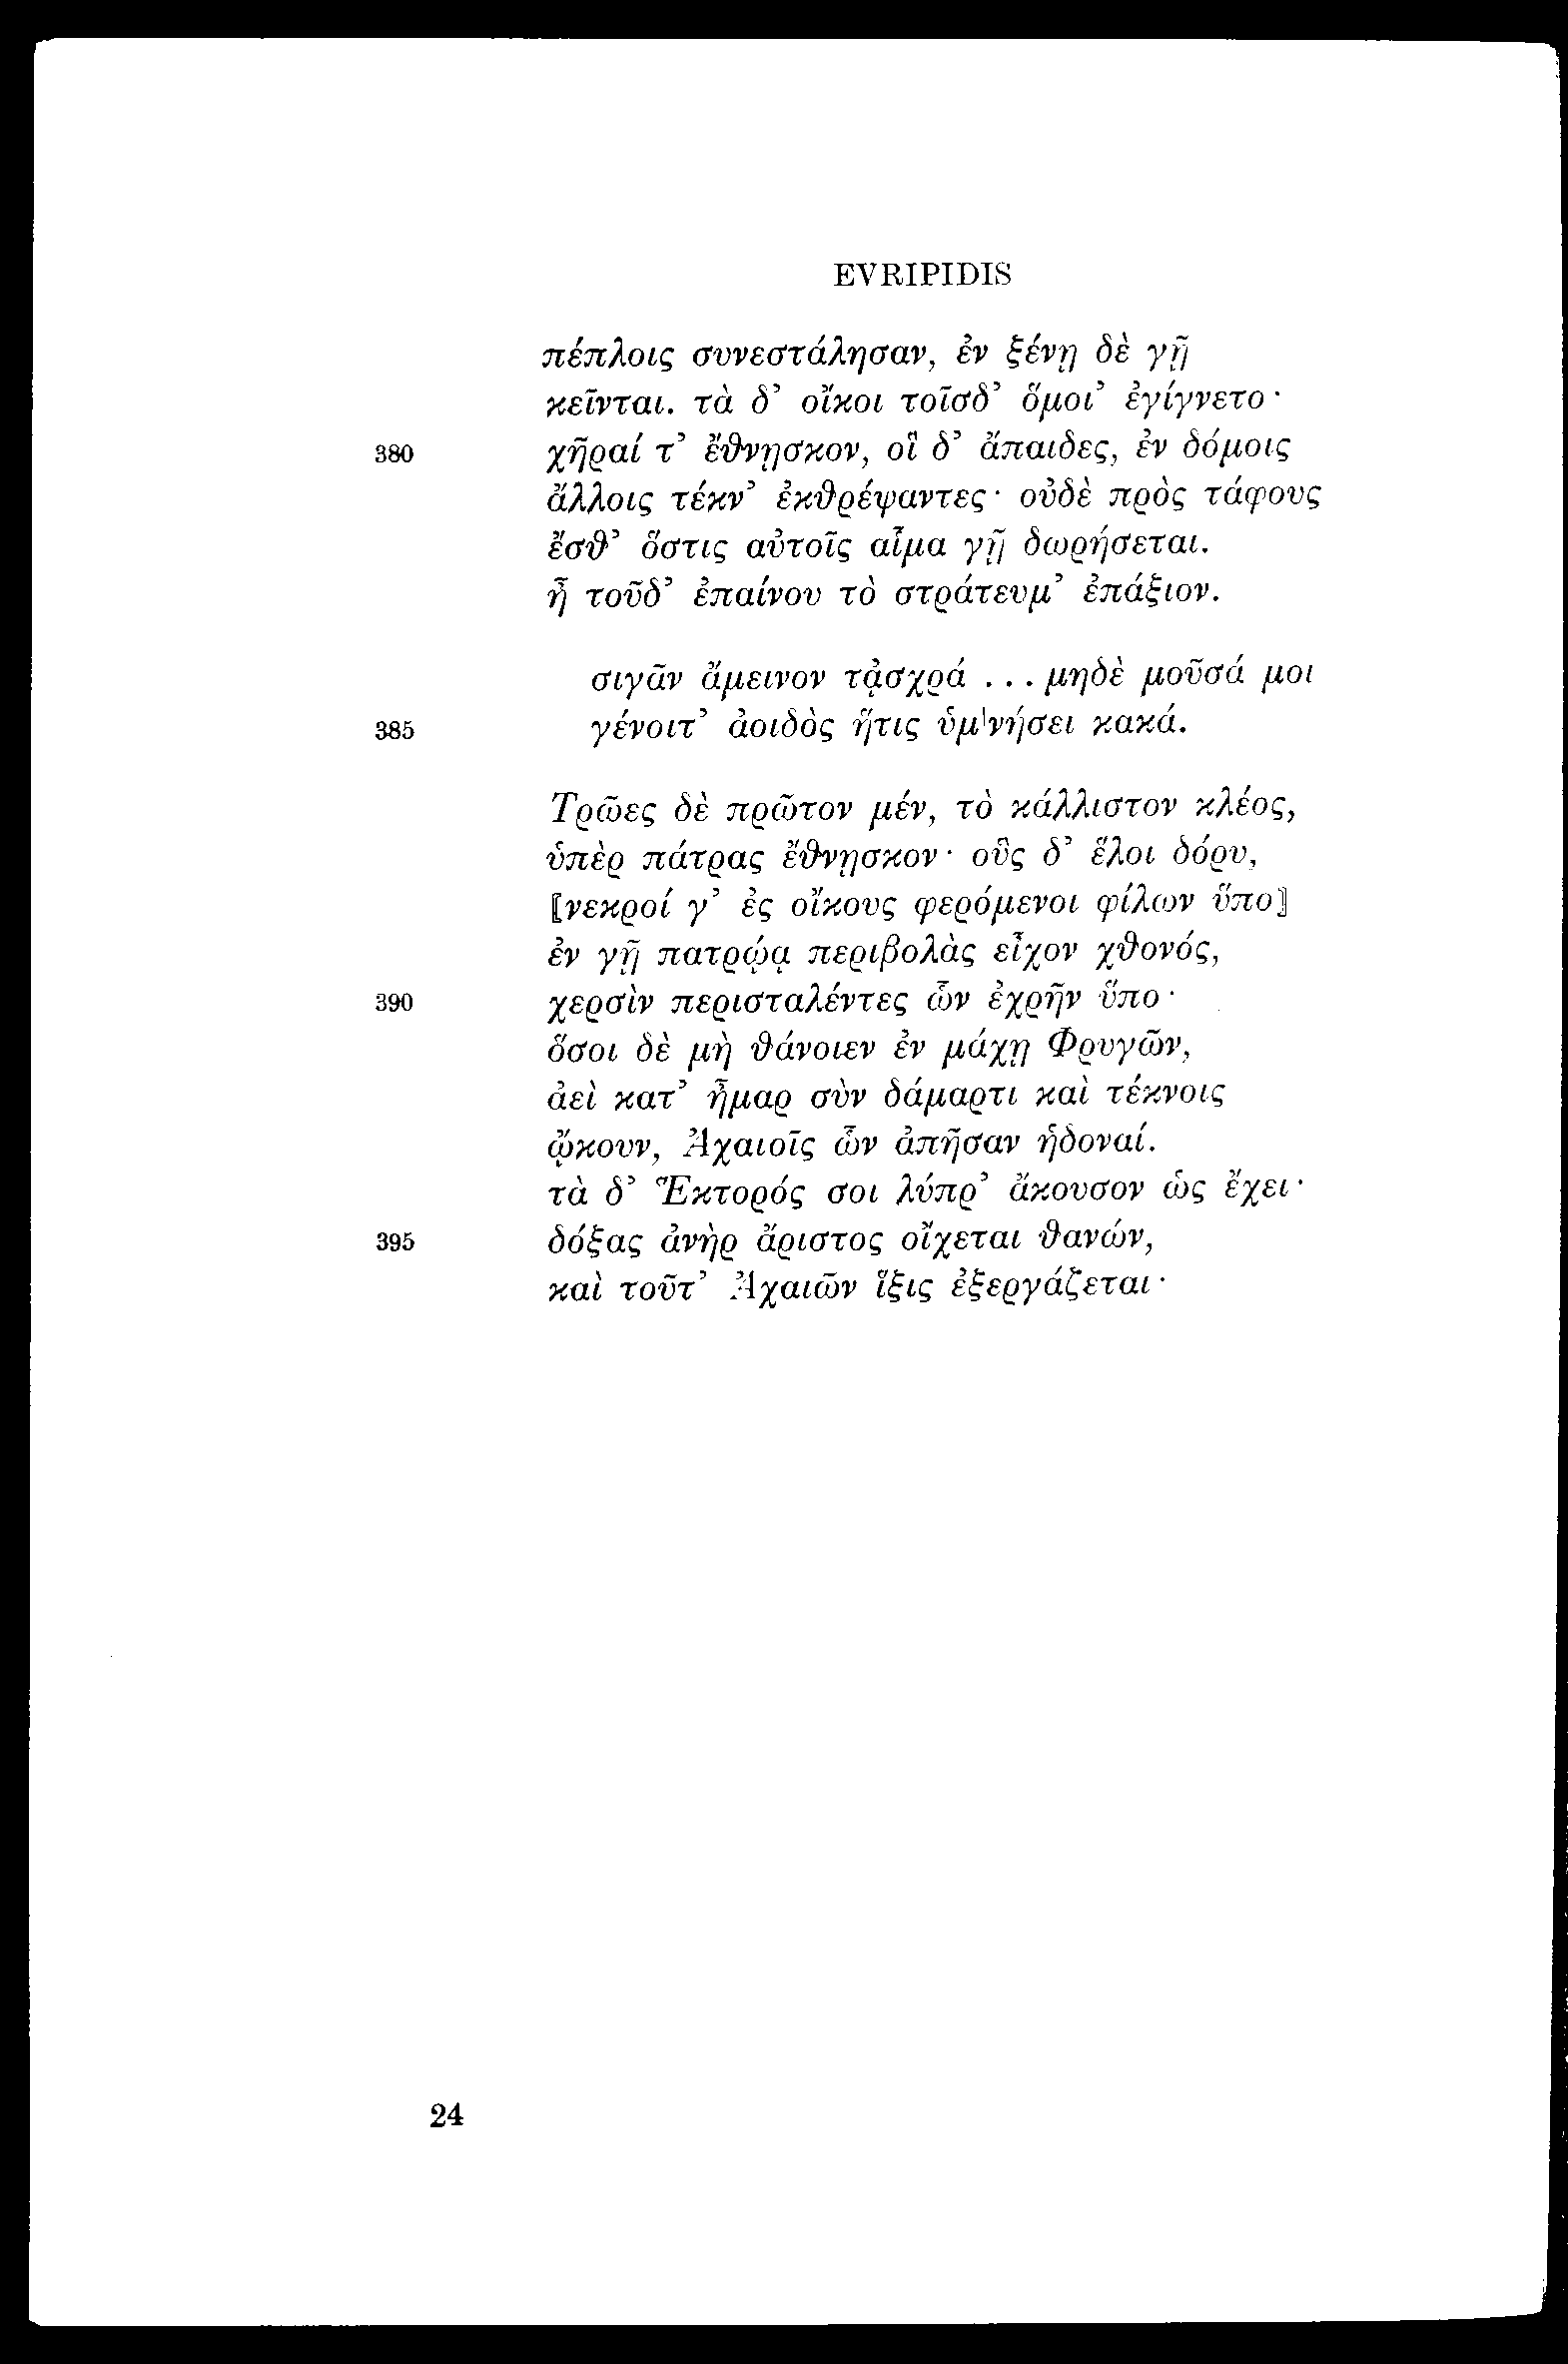 EVRIPIDIS
πέπλοις συνεστάλησαν, ἐν ξένῃ δὲ γῇ
κεῖνται. τὰ δ’ οἴκοι τοῖσδ’ ὅμοι’ ἐγίγνετο·
380 χῆραί τ’ ἔθνῃσκον, οἳ δ’ ἄπαιδες, ἐν δόμοις
ἄλλοις τέκν’ ἐκθρέψαντες· οὐδὲ πρὸς τάφους
ἔσθ’ ὅστις αὐτοῖς αἷμα γῇ δωρήσεται.
ἦ τοῦδ’ ἐπαίνου τὸ στράτευμ’ ἐπάξιον.
σιγᾶν ἄμεινον τᾀσχρά ... μηδὲ μοῦσά μοι
385 γένοιτ’ ἀοιδὸς ἥτις ὑμ'νήσει κακά.
Τρῶες δὲ πρῶτον μέν, τὸ κάλλιστον κλέος,
ὑπὲρ πάτρας ἔθνῃσκον· οὓς δ’ ἕλοι δόρυ,
⟦νεκροί γ’ ἐς οἴκους φερόμενοι φίλων ὕπο⟧
ἐν γῇ πατρῴᾳ περιβολὰς εἶχον χθονός,
390 χερσὶν περισταλέντες ὧν ἐχρῆν ὕπο·
ὅσοι δὲ μὴ θάνοιεν ἐν μάχῃ Φρυγῶν,
ἀεὶ κατ’ ἦμαρ σὺν δάμαρτι καὶ τέκνοις
ᾤκουν, Ἀχαιοῖς ὧν ἀπῆσαν ἡδοναί.
τὰ δ’ Ἕκτορός σοι λύπρ’ ἄκουσον ὡς ἔχει·
395 δόξας ἀνὴρ ἄριστος οἴχεται θανών,
καὶ τοῦτ’ Ἀχαιῶν ἵξις ἐξεργάζεται·
24